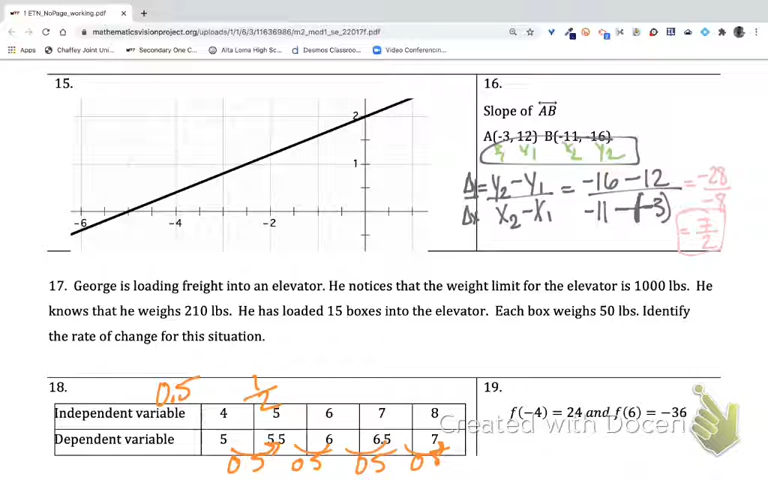 1 ETN_NoPage_working.pdf
mathematicsvisionproject.org/uploads/1/1/6/3/11636986/m2_mod1_se_22017f.pdf
Apps Chaffey Joint Uni... Secondary One C... Alta Loma High Sc... Desmos Classroo... Video Conferencin...
15.
2
1
-6 -4 -2
16.
Slope of AB
A(-3, 12) B(-11, -16)
x1 y1 x2 y2
Δy/Δx = (y2 - y1)/(x2 - x1) = (-16 - 12)/(-11 - (-3)) = -28/-8
= 7/2
17. George is loading freight into an elevator. He notices that the weight limit for the elevator is 1000 lbs. He
knows that he weighs 210 lbs. He has loaded 15 boxes into the elevator. Each box weighs 50 lbs. Identify
the rate of change for this situation.
18. 0.5 1/2
Independent variable 4 5 6 7 8
Dependent variable 5 5.5 6 6.5 7
0.5 0.5 0.5 0.5
19.
f(−4) = 24 and f(6) = −36
Created with Doceri